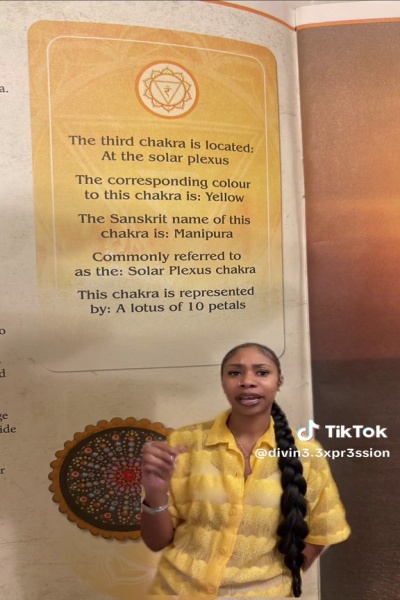 a.
The third chakra is located:
At the solar plexus
The corresponding colour
to this chakra is: Yellow
The Sanskrit name of this
chakra is: Manipura
Commonly referred to
as the: Solar Plexus chakra
This chakra is represented
by: A lotus of 10 petals
TikTok
@divin3.3xpr3ssion